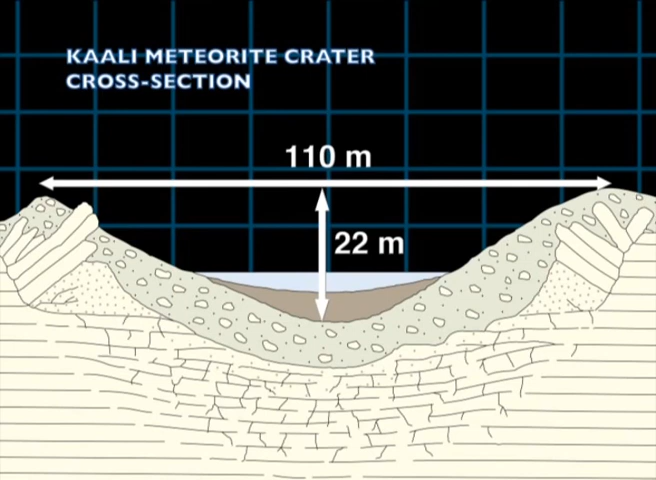 KAALI METEORITE CRATER
CROSS-SECTION
110 m
22 m